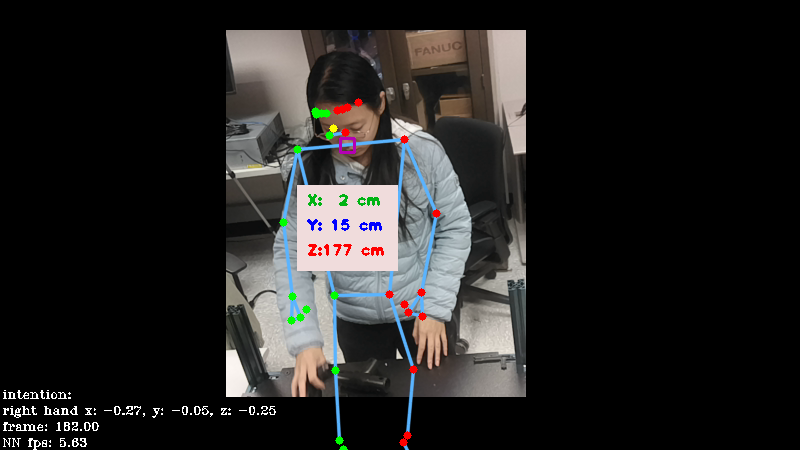 FANUC
X: 2 cm
Y: 15 cm
Z:177 cm
intention:
right hand x: -0.27, y: -0.05, z: -0.25
frame: 182.00
NN fps: 5.63